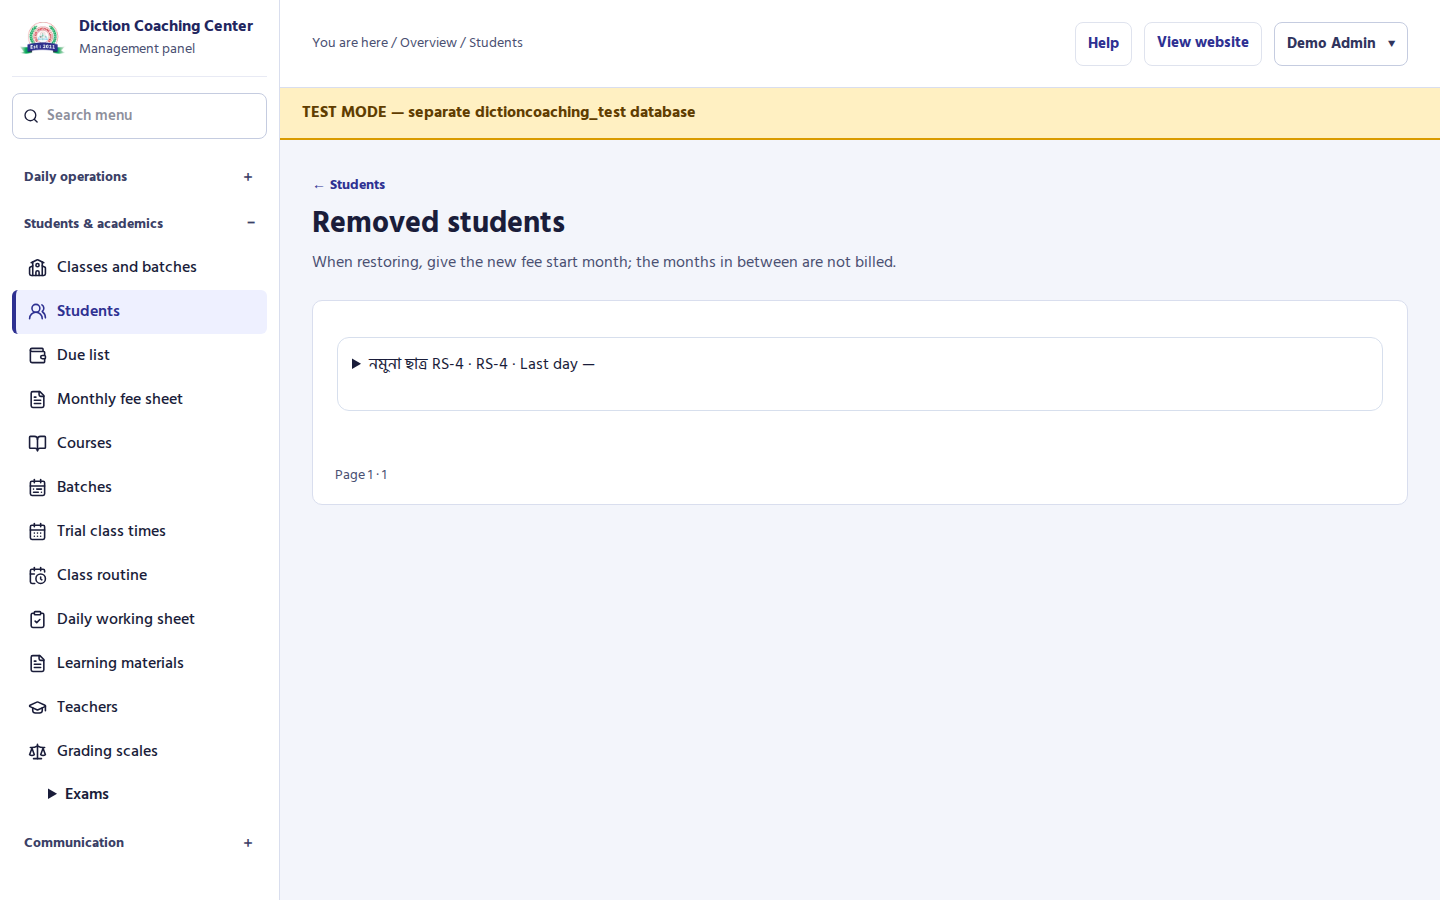 Diction Coaching Center
Management panel
Est : 2011
Search menu
Daily operations +
Students & academics −
Classes and batches
Students
Due list
Monthly fee sheet
Courses
Batches
Trial class times
Class routine
Daily working sheet
Learning materials
Teachers
Grading scales
▶ Exams
Communication +
You are here / Overview / Students
Help
View website
Demo Admin ▼
TEST MODE — separate dictioncoaching_test database
← Students
Removed students
When restoring, give the new fee start month; the months in between are not billed.
▶ নমুনা ছাত্র RS-4 · RS-4 · Last day —
Page 1 · 1